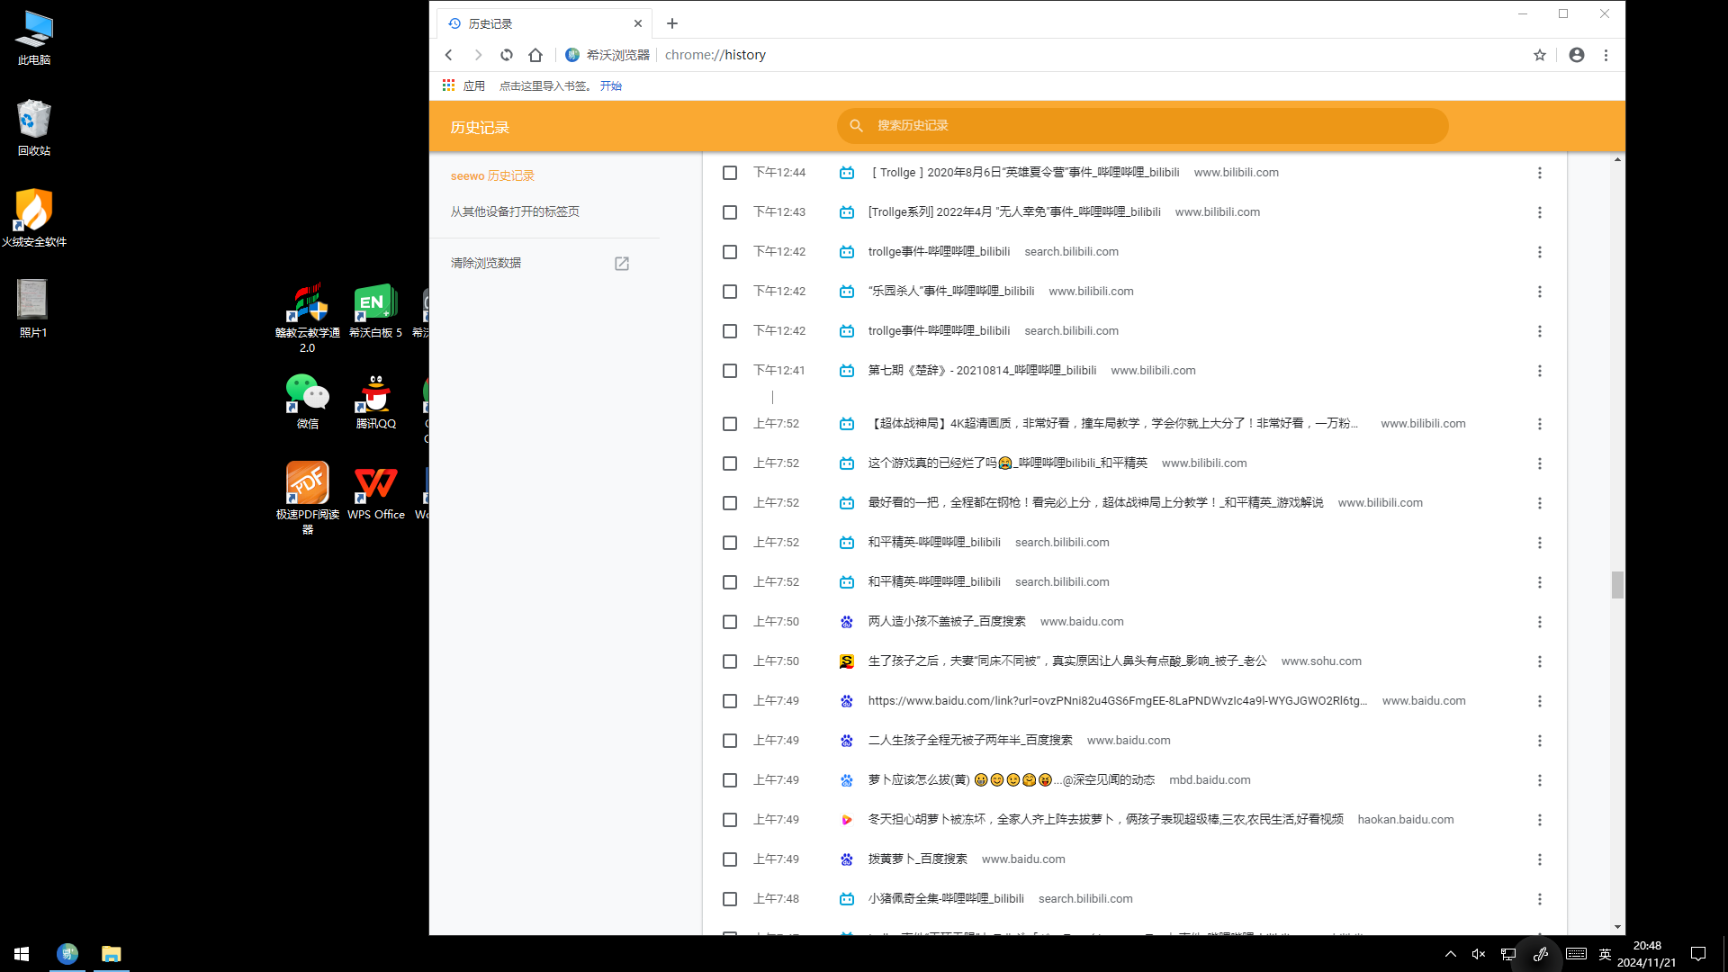 此电脑
回收站
火绒安全软件
照片1
赣教云教学通
2.0
希沃白板 5
希沃
微信
腾讯QQ
极速PDF阅读
器
WPS Office
Wo
历史记录
希沃浏览器
chrome://history
应用
点击这里导入书签。 开始
历史记录
搜索历史记录
seewo 历史记录
从其他设备打开的标签页
清除浏览数据
下午12:44 [ Trollge ] 2020年8月6日“英雄夏令营”事件_哔哩哔哩_bilibili www.bilibili.com
下午12:43 [Trollge系列] 2022年4月 "无人幸免"事件_哔哩哔哩_bilibili www.bilibili.com
下午12:42 trollge事件-哔哩哔哩_bilibili search.bilibili.com
下午12:42 “乐园杀人”事件_哔哩哔哩_bilibili www.bilibili.com
下午12:42 trollge事件-哔哩哔哩_bilibili search.bilibili.com
下午12:41 第七期《楚辞》- 20210814_哔哩哔哩_bilibili www.bilibili.com
上午7:52 【超体战神局】4K超清画质，非常好看，撞车局教学，学会你就上大分了！非常好看，一万粉... www.bilibili.com
上午7:52 这个游戏真的已经烂了吗😭_哔哩哔哩bilibili_和平精英 www.bilibili.com
上午7:52 最好看的一把，全程都在钢枪！看完必上分，超体战神局上分教学！_和平精英_游戏解说 www.bilibili.com
上午7:52 和平精英-哔哩哔哩_bilibili search.bilibili.com
上午7:52 和平精英-哔哩哔哩_bilibili search.bilibili.com
上午7:50 两人造小孩不盖被子_百度搜索 www.baidu.com
上午7:50 生了孩子之后，夫妻“同床不同被”，真实原因让人鼻头有点酸_影响_被子_老公 www.sohu.com
上午7:49 https://www.baidu.com/link?url=ovzPNni82u4GS6FmgEE-8LaPNDWvzIc4a9l-WYGJGWO2Rl6tg... www.baidu.com
上午7:49 二人生孩子全程无被子两年半_百度搜索 www.baidu.com
上午7:49 萝卜应该怎么拔(黄) 😁😊😉🤗😝...@深空见闻的动态 mbd.baidu.com
上午7:49 冬天担心胡萝卜被冻坏，全家人齐上阵去拔萝卜，俩孩子表现超级棒,三农,农民生活,好看视频 haokan.baidu.com
上午7:49 拨黄萝卜_百度搜索 www.baidu.com
上午7:48 小猪佩奇全集-哔哩哔哩_bilibili search.bilibili.com
英
20:48
2024/11/21